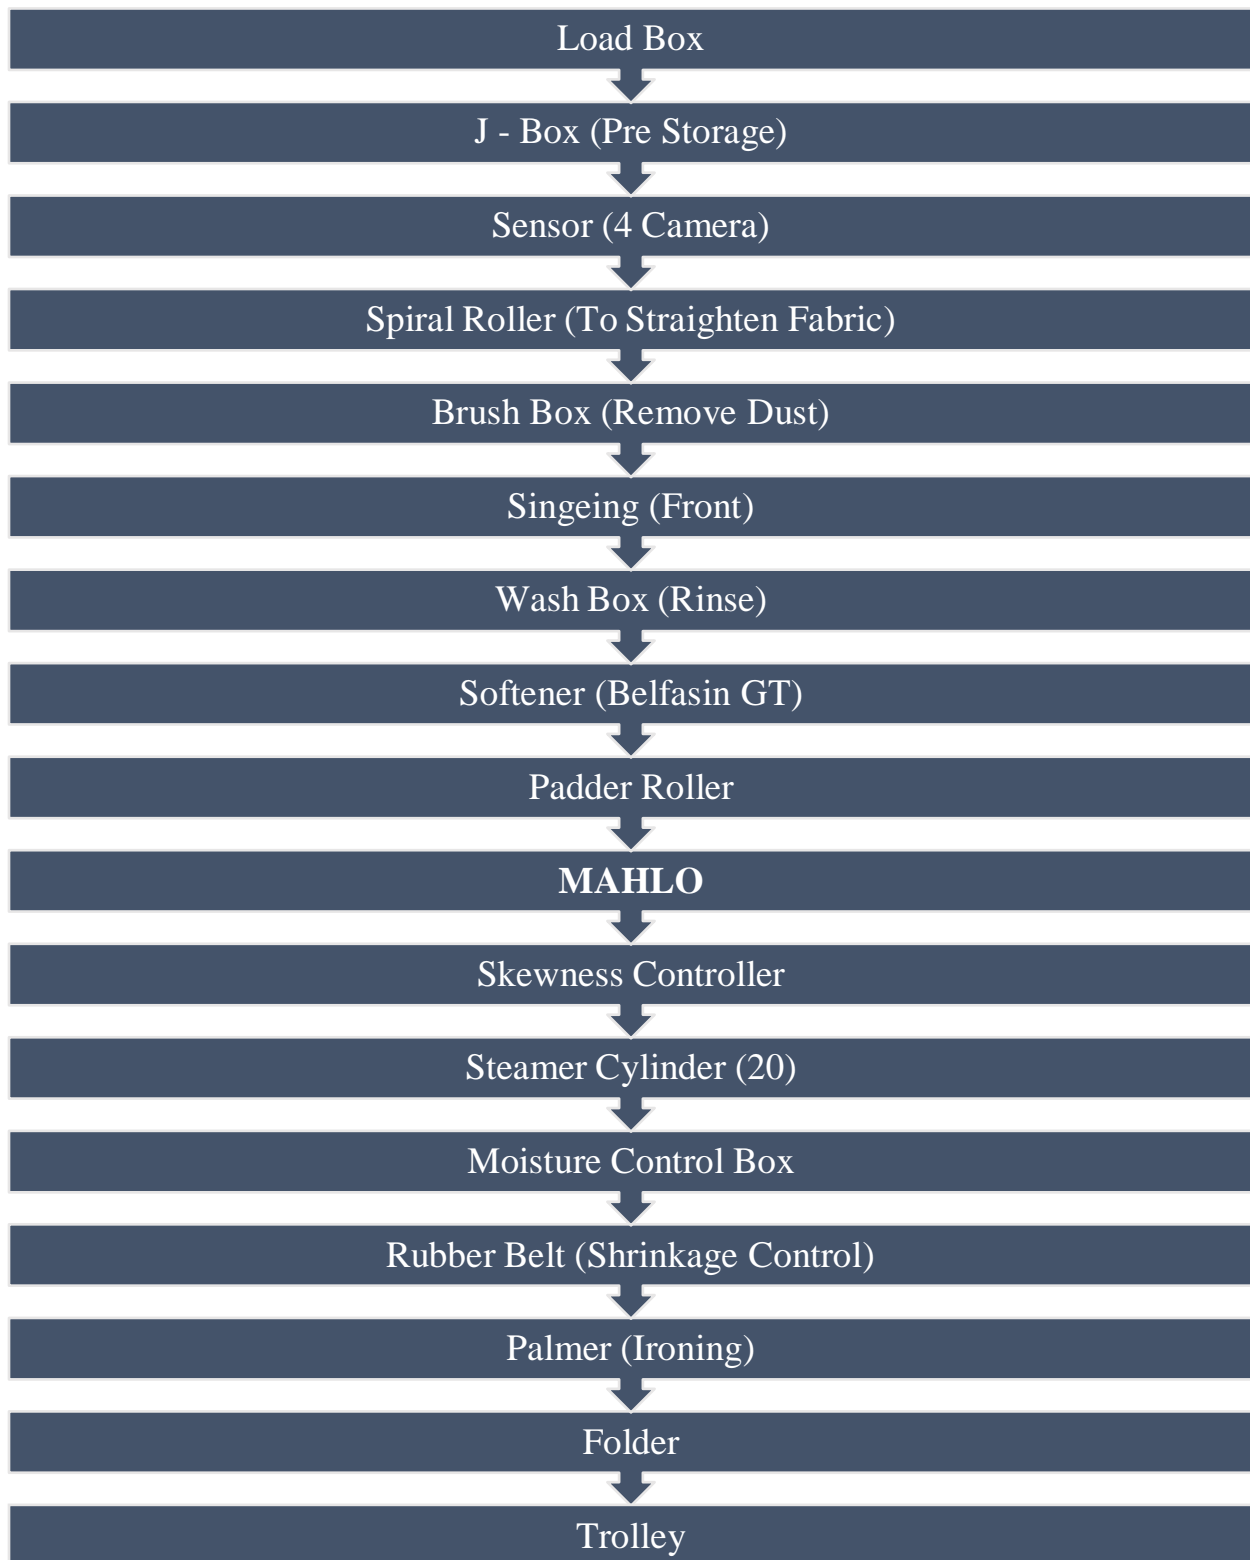 Load Box
J - Box (Pre Storage)
Sensor (4 Camera)
Spiral Roller (To Straighten Fabric)
Brush Box (Remove Dust)
Singeing (Front)
Wash Box (Rinse)
Softener (Belfasin GT)
Padder Roller
MAHLO
Skewness Controller
Steamer Cylinder (20)
Moisture Control Box
Rubber Belt (Shrinkage Control)
Palmer (Ironing)
Folder
Trolley